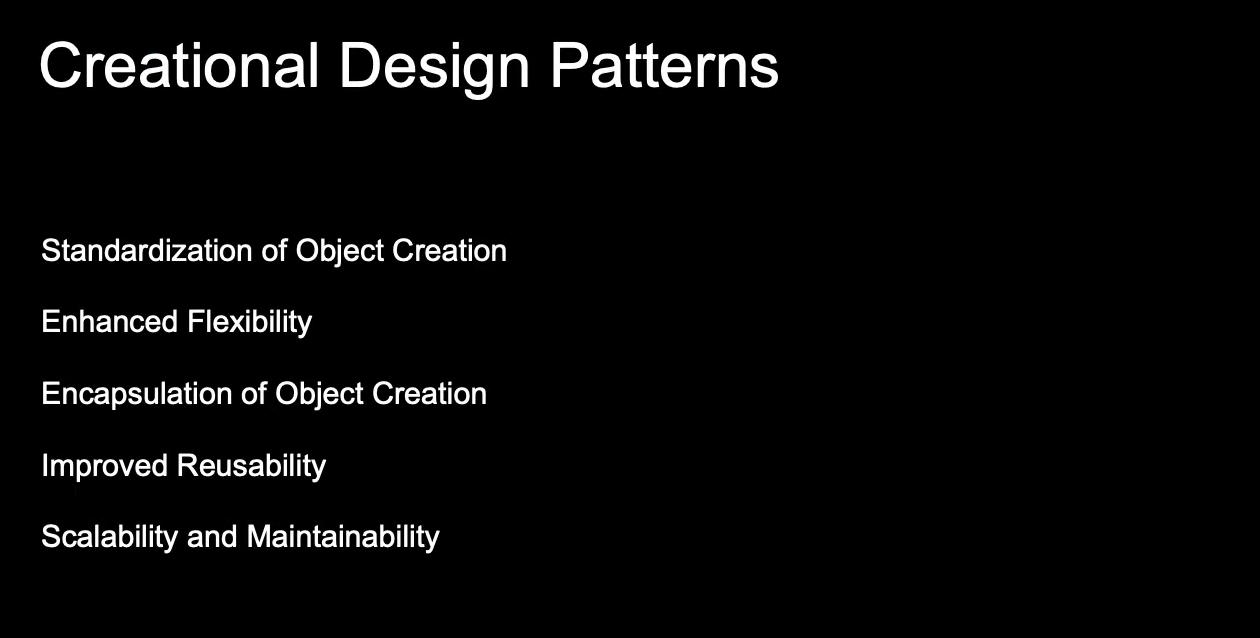 Creational Design Patterns
Standardization of Object Creation
Enhanced Flexibility
Encapsulation of Object Creation
Improved Reusability
Scalability and Maintainability